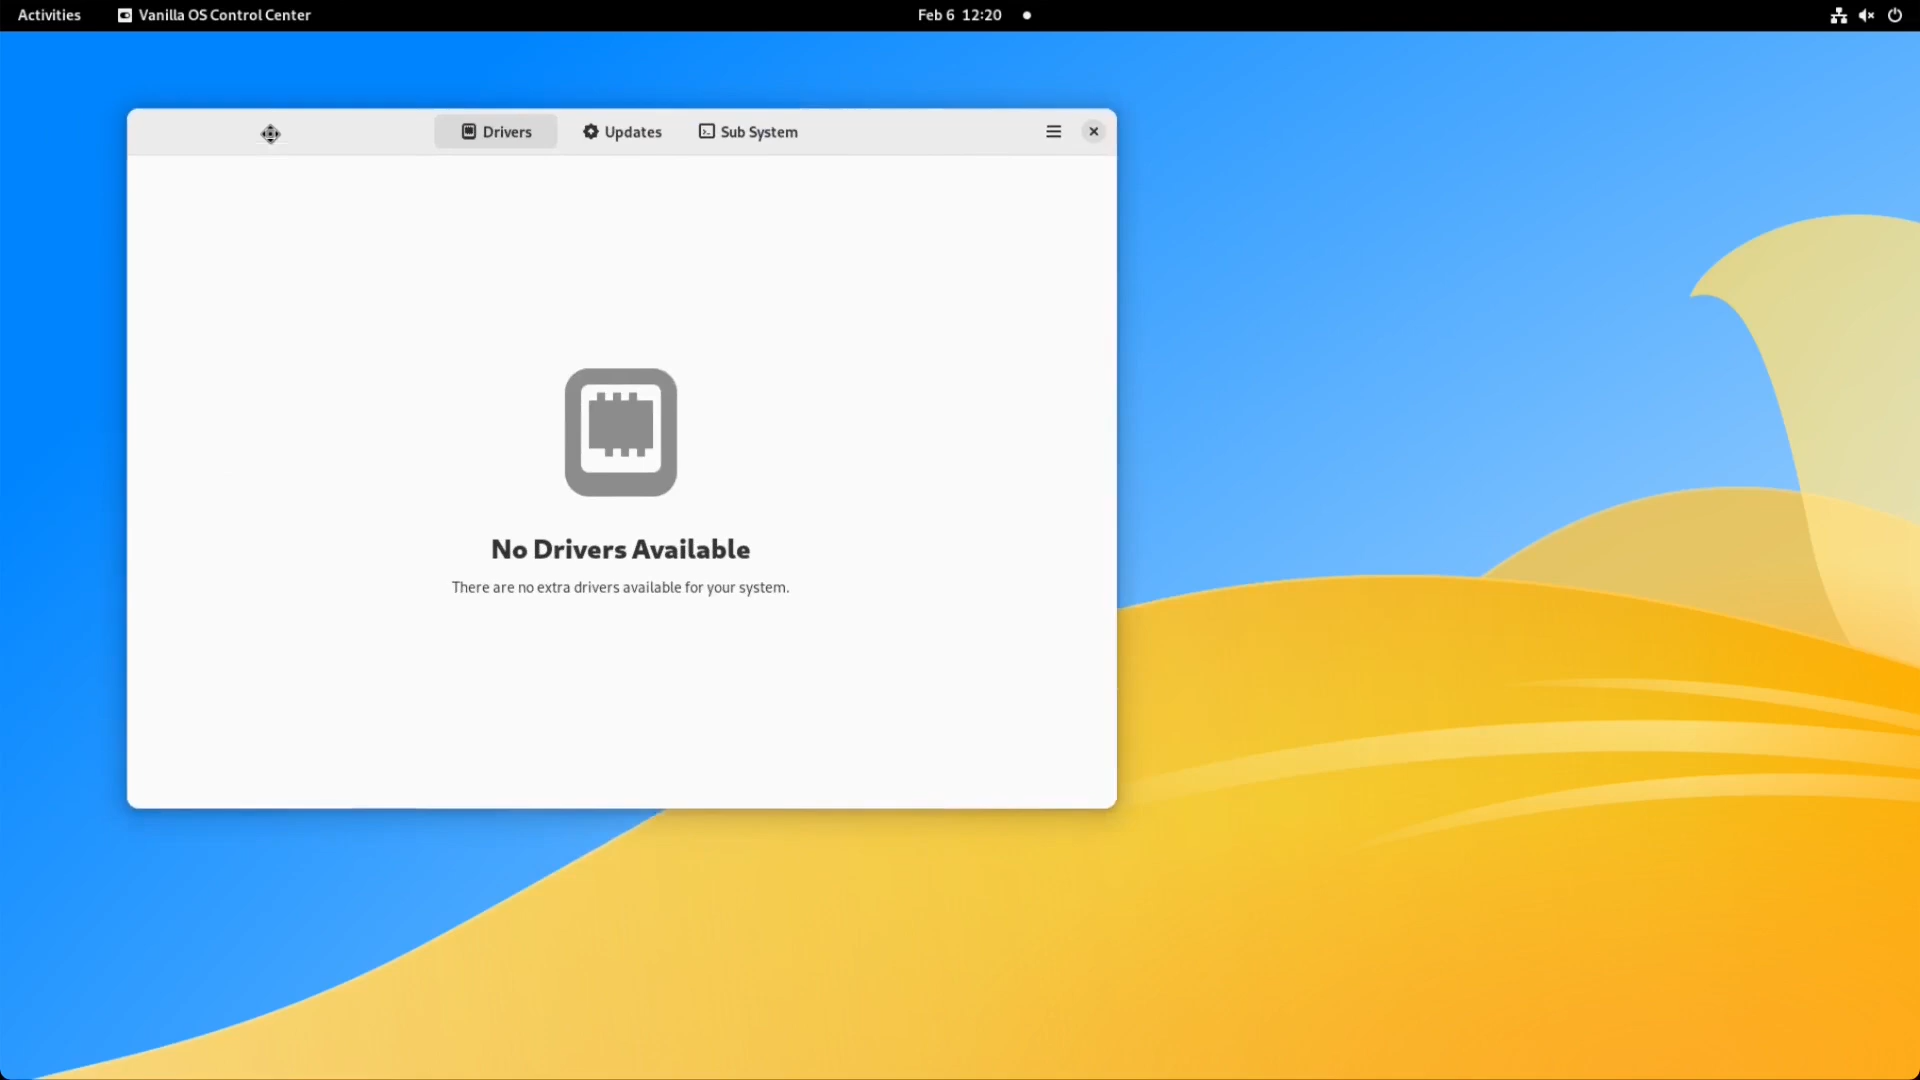 Activities Vanilla OS Control Center Feb 6 12:20
Drivers Updates Sub System
No Drivers Available
There are no extra drivers available for your system.